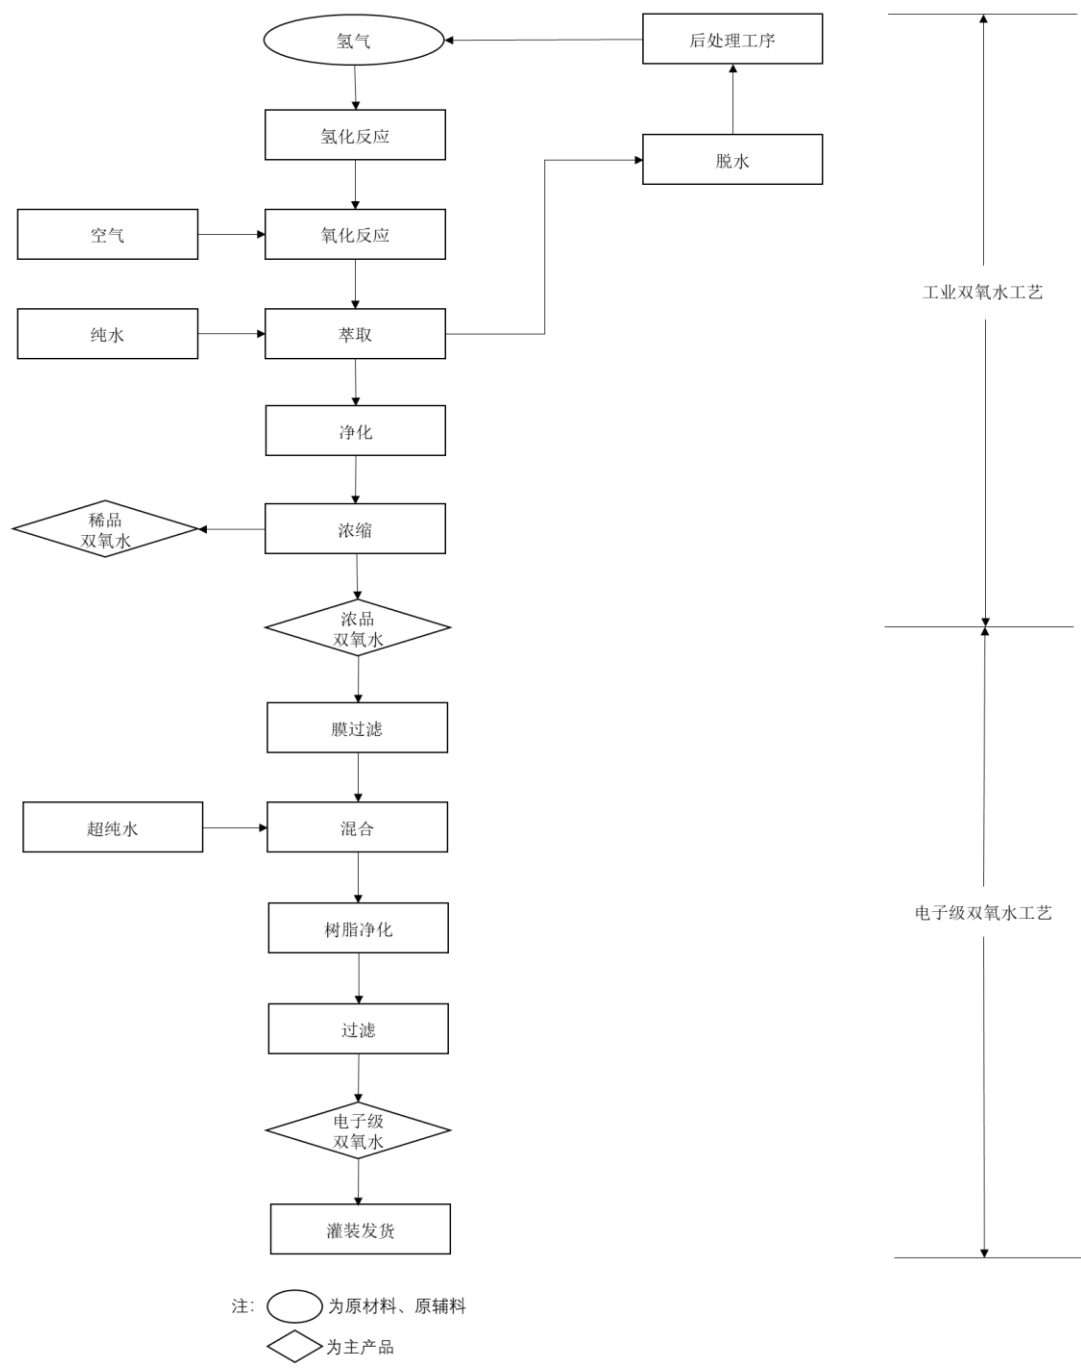 氢气
后处理工序
氢化反应
脱水
空气
氧化反应
工业双氧水工艺
纯水
萃取
净化
稀品
双氧水
浓缩
浓品
双氧水
膜过滤
超纯水
混合
电子级双氧水工艺
树脂净化
过滤
电子级
双氧水
灌装发货
注：
为原材料、原辅料
为主产品